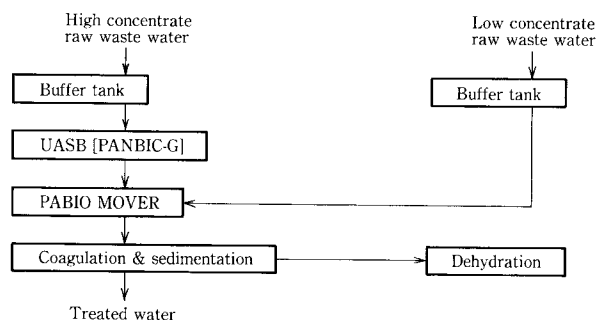 High concentrate
raw waste water
Low concentrate
raw waste water
Buffer tank
Buffer tank
UASB [PANBIC-G]
PABIO MOVER
Coagulation & sedimentation
Dehydration
Treated water